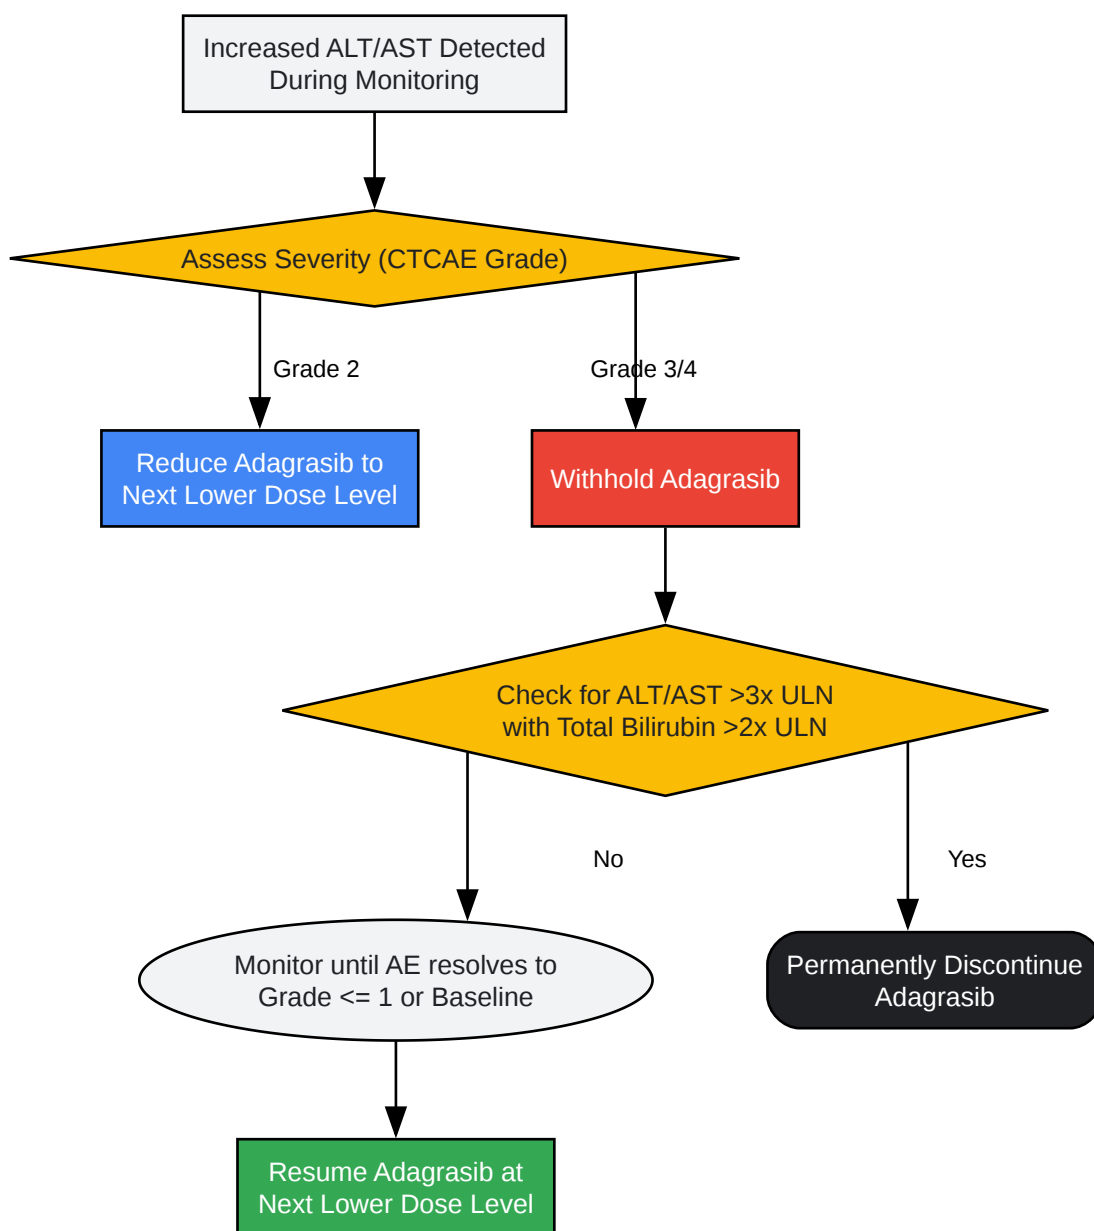 Increased ALT/AST Detected
During Monitoring
Assess Severity (CTCAE Grade)
Grade 2
Grade 3/4
Reduce Adagrasib to
Next Lower Dose Level
Withhold Adagrasib
Check for ALT/AST >3x ULN
with Total Bilirubin >2x ULN
No
Yes
Monitor until AE resolves to
Grade <= 1 or Baseline
Permanently Discontinue
Adagrasib
Resume Adagrasib at
Next Lower Dose Level